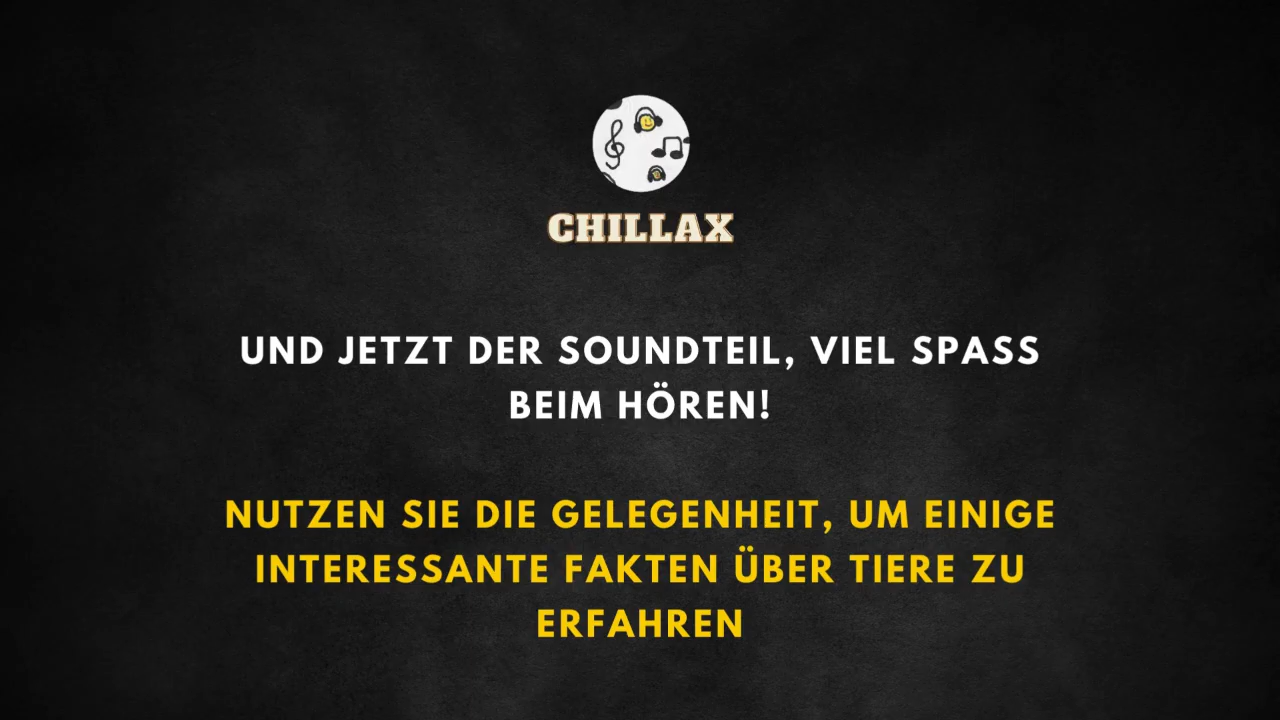 CHILLAX
UND JETZT DER SOUNDTEIL, VIEL SPASS
BEIM HÖREN!
NUTZEN SIE DIE GELEGENHEIT, UM EINIGE
INTERESSANTE FAKTEN ÜBER TIERE ZU
ERFAHREN